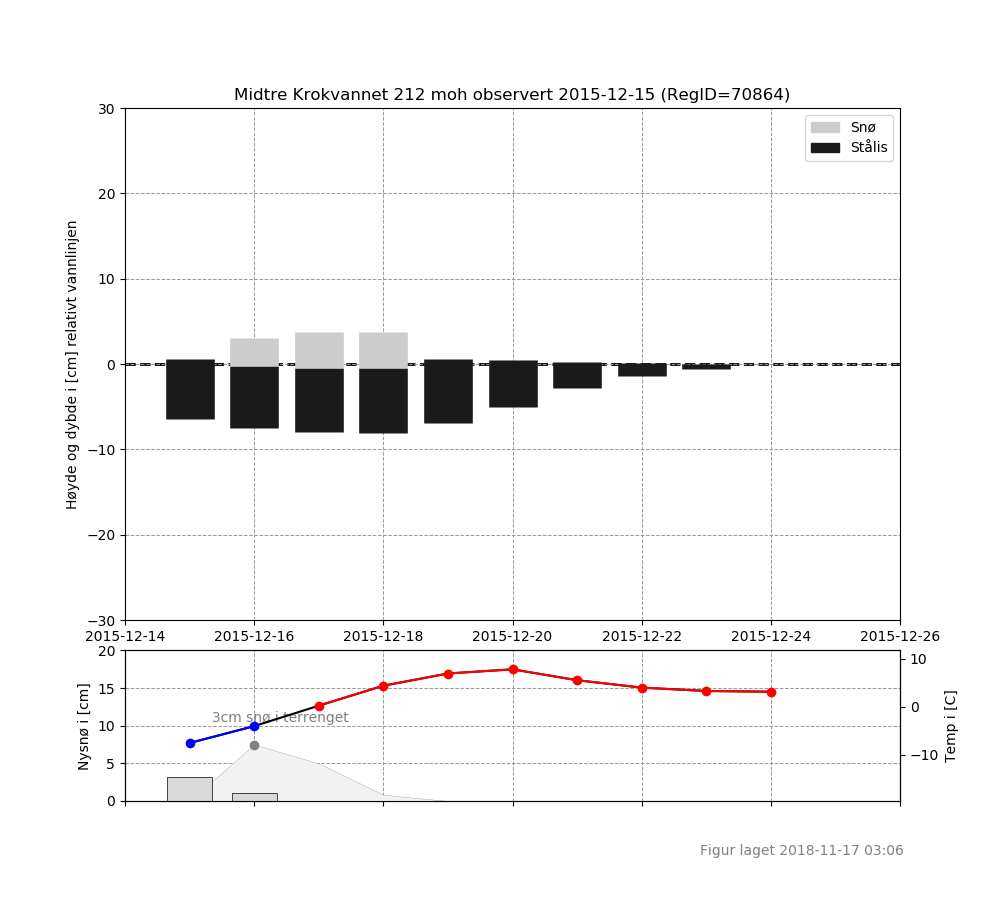 Midtre Krokvannet 212 moh observert 2015-12-15 (RegID=70864)
Snø
Stålis
Høyde og dybde i [cm] relativt vannlinjen
30
20
10
0
−10
−20
−30
2015-12-14 2015-12-16 2015-12-18 2015-12-20 2015-12-22 2015-12-24 2015-12-26
Nysnø i [cm]
20
15
10
5
0
3cm snø i terrenget
10
0
−10
Temp i [C]
Figur laget 2018-11-17 03:06